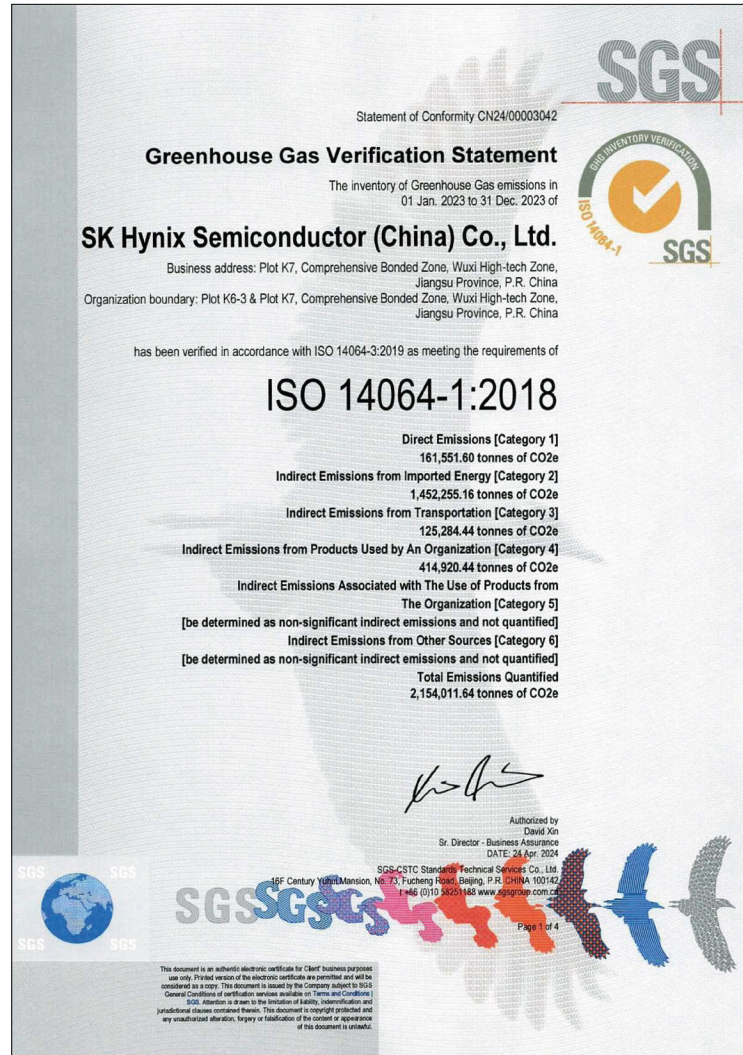 SGS
Statement of Conformity CN24/00003042
Greenhouse Gas Verification Statement
The inventory of Greenhouse Gas emissions in
01 Jan. 2023 to 31 Dec. 2023 of
GHG INVENTORY VERIFICATION
ISO 14064-1
SGS
SK Hynix Semiconductor (China) Co., Ltd.
Business address: Plot K7, Comprehensive Bonded Zone, Wuxi High-tech Zone,
Jiangsu Province, P.R. China
Organization boundary: Plot K6-3 & Plot K7, Comprehensive Bonded Zone, Wuxi High-tech Zone,
Jiangsu Province, P.R. China
has been verified in accordance with ISO 14064-3:2019 as meeting the requirements of
ISO 14064-1:2018
Direct Emissions [Category 1]
161,551.60 tonnes of CO2e
Indirect Emissions from Imported Energy [Category 2]
1,452,255.16 tonnes of CO2e
Indirect Emissions from Transportation [Category 3]
125,284.44 tonnes of CO2e
Indirect Emissions from Products Used by An Organization [Category 4]
414,920.44 tonnes of CO2e
Indirect Emissions Associated with The Use of Products from
The Organization [Category 5]
[be determined as non-significant indirect emissions and not quantified]
Indirect Emissions from Other Sources [Category 6]
[be determined as non-significant indirect emissions and not quantified]
Total Emissions Quantified
2,154,011.64 tonnes of CO2e
Authorized by
David Xin
Sr. Director - Business Assurance
DATE: 24 Apr. 2024
SGS-CSTC Standards Technical Services Co., Ltd.
16F Century Yuhui Mansion, No. 73, Fucheng Road, Beijing, P.R. CHINA 100142
t +86 (0)10 58251188 www.sgsgroup.com.cn
Page 1 of 4
SGS SGS
SGS SGS
SGS SGS SGS
This document is an authentic electronic certificate for Client' business purposes
use only. Printed version of the electronic certificate are permitted and will be
considered as a copy. This document is issued by the Company subject to SGS
General Conditions of certification services available on Terms and Conditions |
SGS. Attention is drawn to the limitation of liability, indemnification and
jurisdictional clauses contained therein. This document is copyright protected and
any unauthorized alteration, forgery or falsification of the content or appearance
of this document is unlawful.